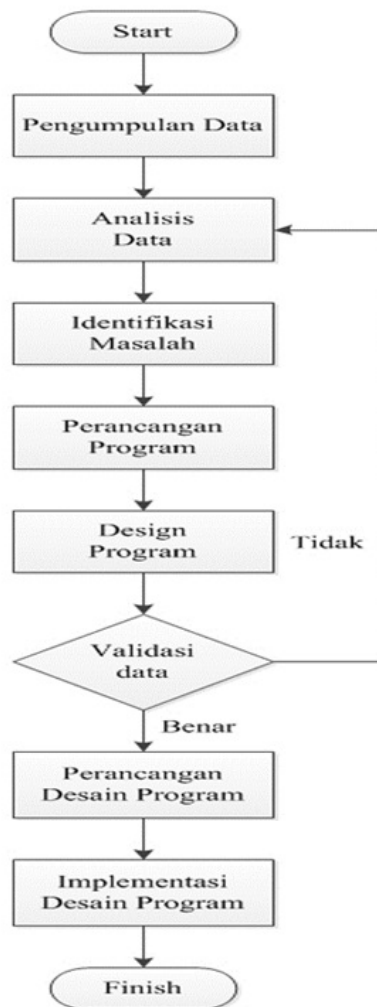 Start
Pengumpulan Data
Analisis
Data
Identifikasi
Masalah
Perancangan
Program
Design
Program
Tidak
Validasi
data
Benar
Perancangan
Desain Program
Implementasi
Desain Program
Finish